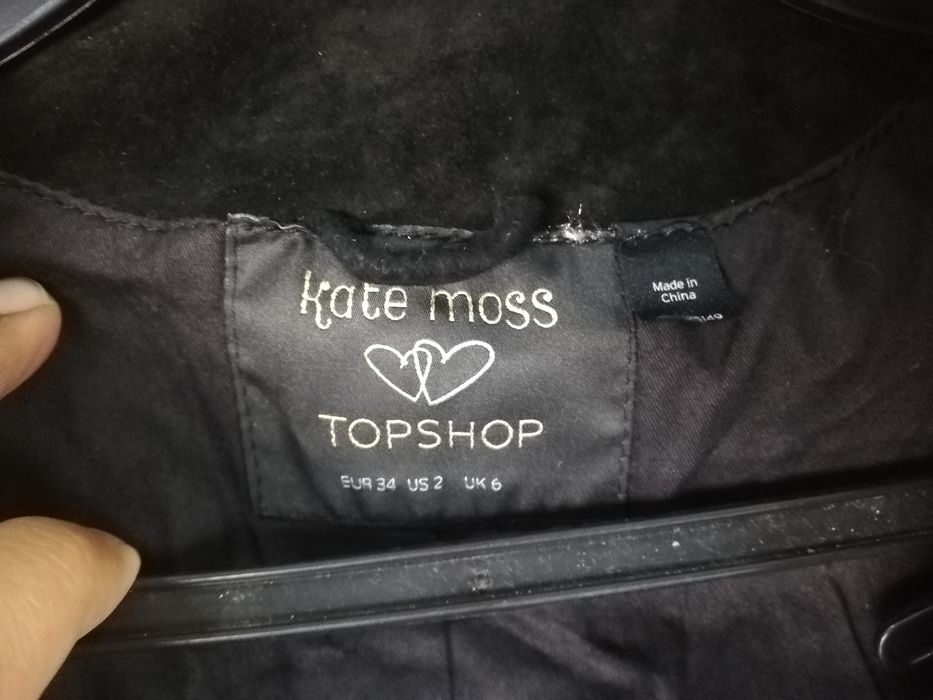 kate moss
TOPSHOP
EUR 34 US 2 UK 6
Made in
China